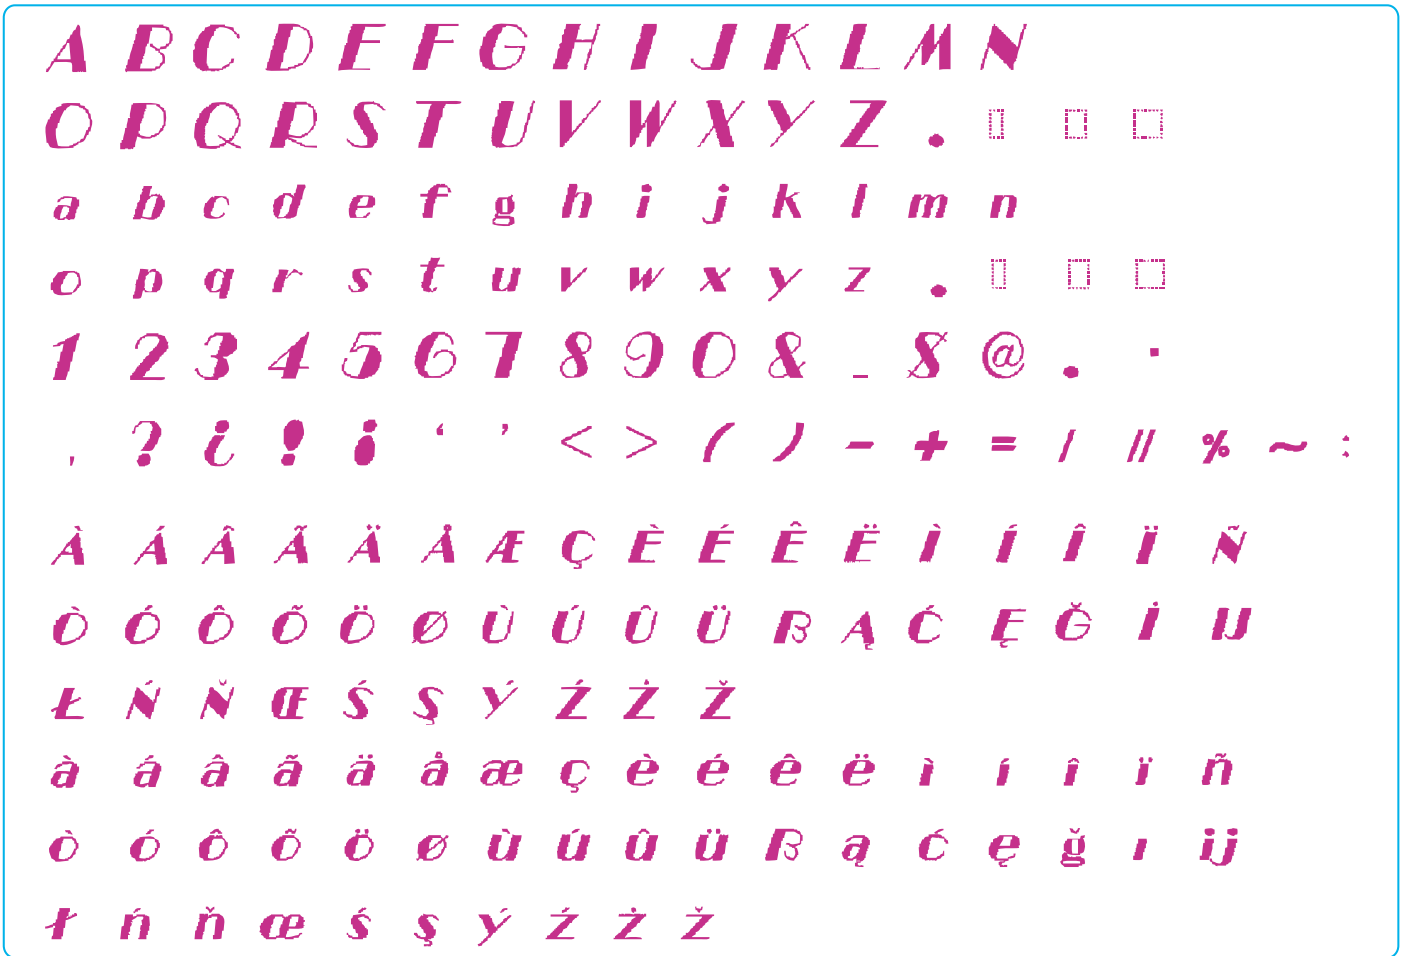 A B C D E F G H I J K L M N
O P Q R S T U V W X Y Z .
a b c d e f g h i j k l m n
o p q r s t u v w x y z .
1 2 3 4 5 6 7 8 9 0 & _ $ @ . ·
, ? ¿ ! ¡ ‘ ’ < > ( ) - + = / // % ~ :
À Á Â Ã Ä Å Æ Ç È É Ê Ë Ì Í Î Ï Ñ
Ò Ó Ô Õ Ö Ø Ù Ú Û Ü ß Ą Ć Ę Ğ İ IJ
Ł Ń Ň Œ Ś Ş Ý Ź Ż Ž
à á â ã ä å æ ç è é ê ë ì í î ï ñ
ò ó ô õ ö ø ù ú û ü ß ą ć ę ğ ı ij
ł ń ň œ ś ş ý ź ż ž